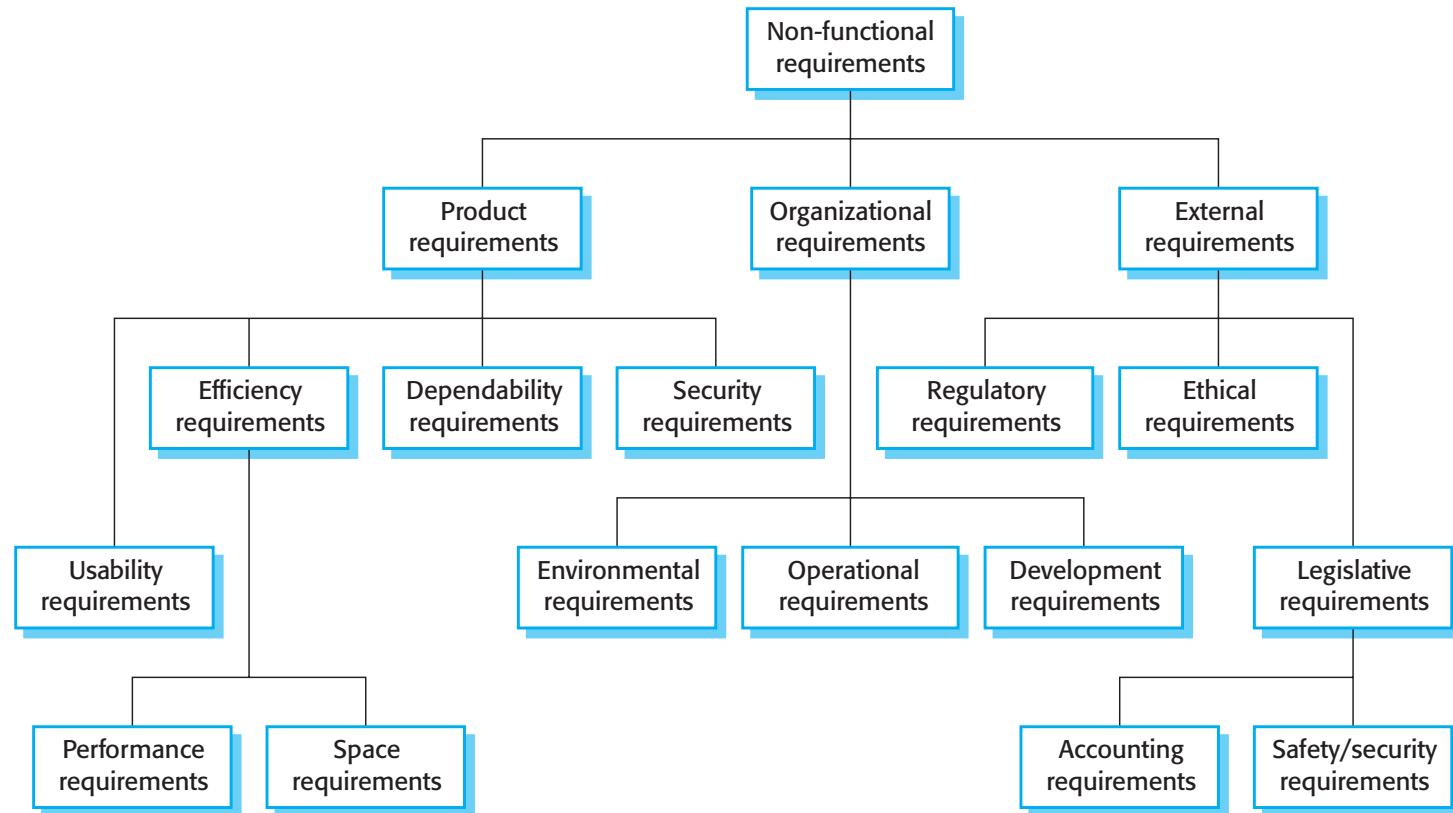 Non-functional
requirements
Product
requirements
Organizational
requirements
External
requirements
Efficiency
requirements
Dependability
requirements
Security
requirements
Regulatory
requirements
Ethical
requirements
Usability
requirements
Environmental
requirements
Operational
requirements
Development
requirements
Legislative
requirements
Performance
requirements
Space
requirements
Accounting
requirements
Safety/security
requirements